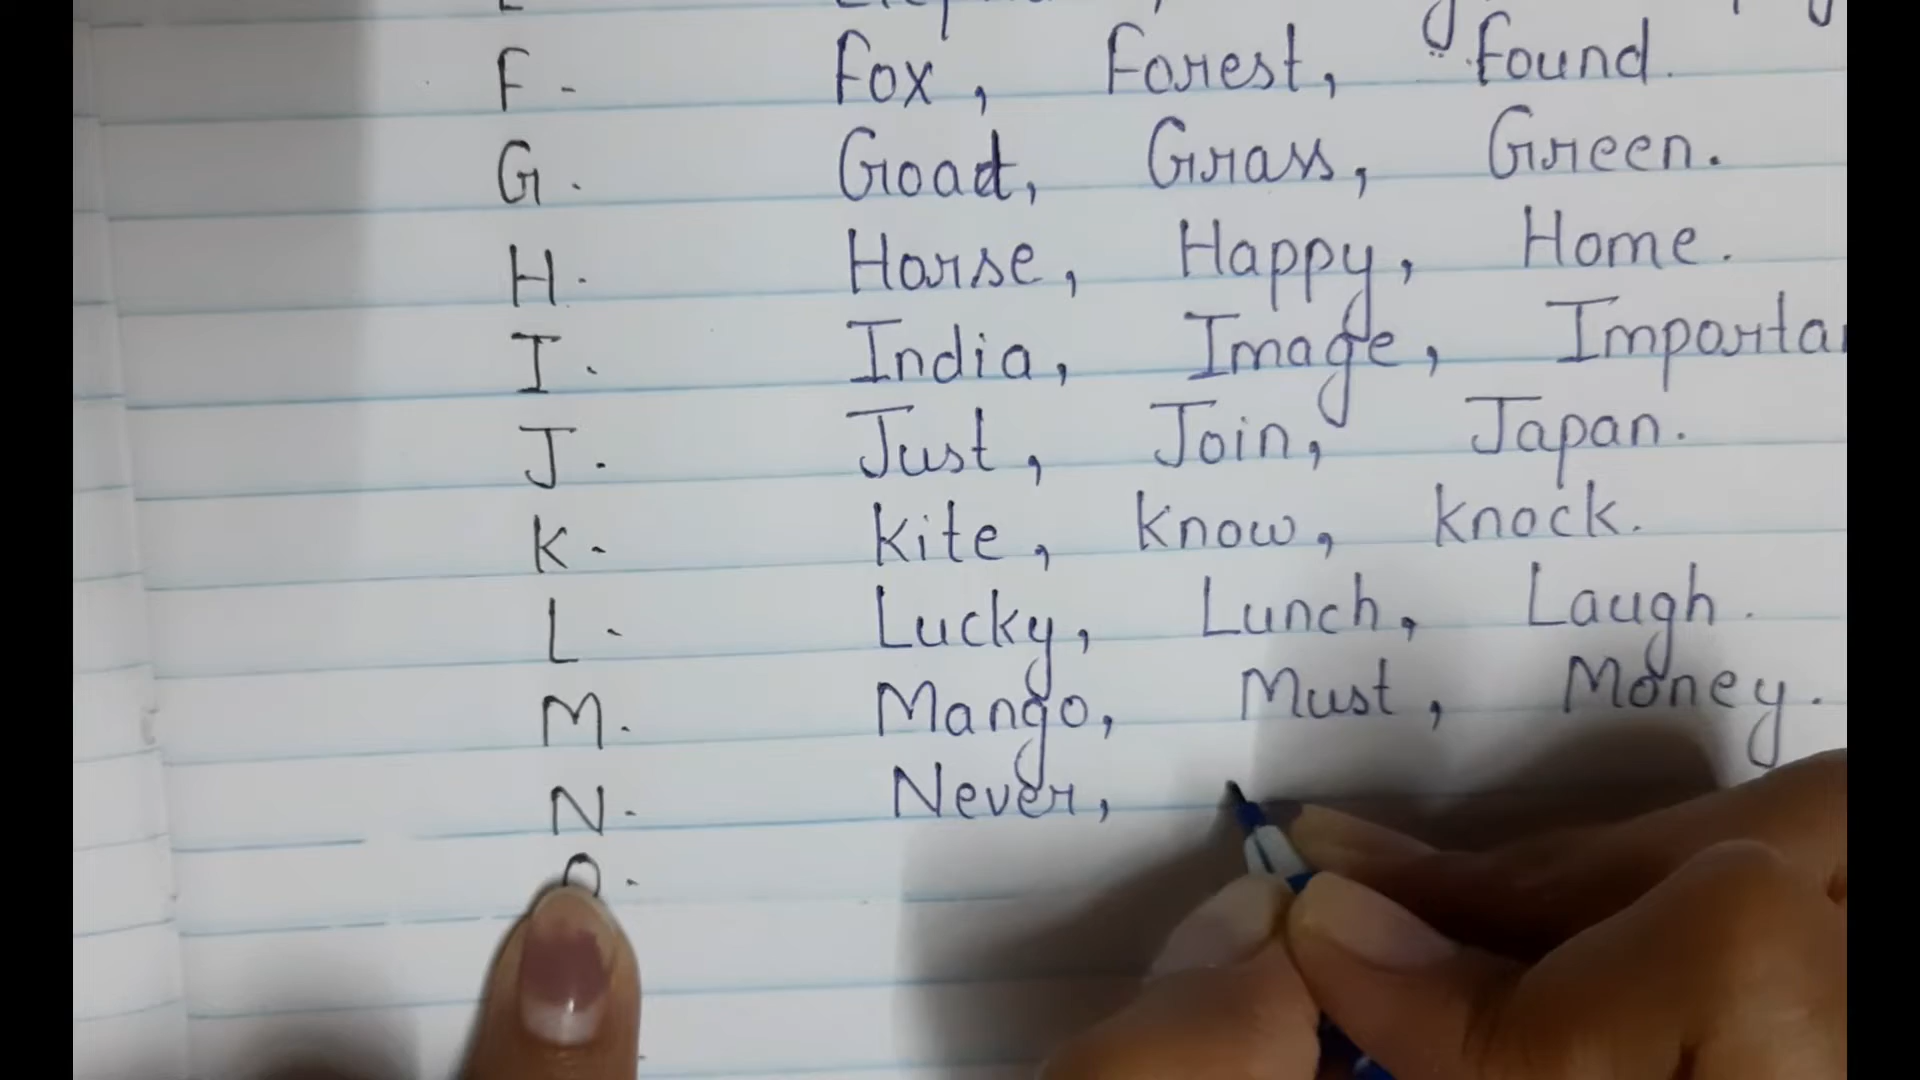 F. Fox, Forest, Found.
G. Goat, Grass, Green.
H. Horse, Happy, Home.
I. India, Image,
J. Just, Join, Japan.
K. Kite, Know, Knock.
L. Lucky, Lunch, Laugh.
M. Mango, Must, Money.
N. Never,
O.